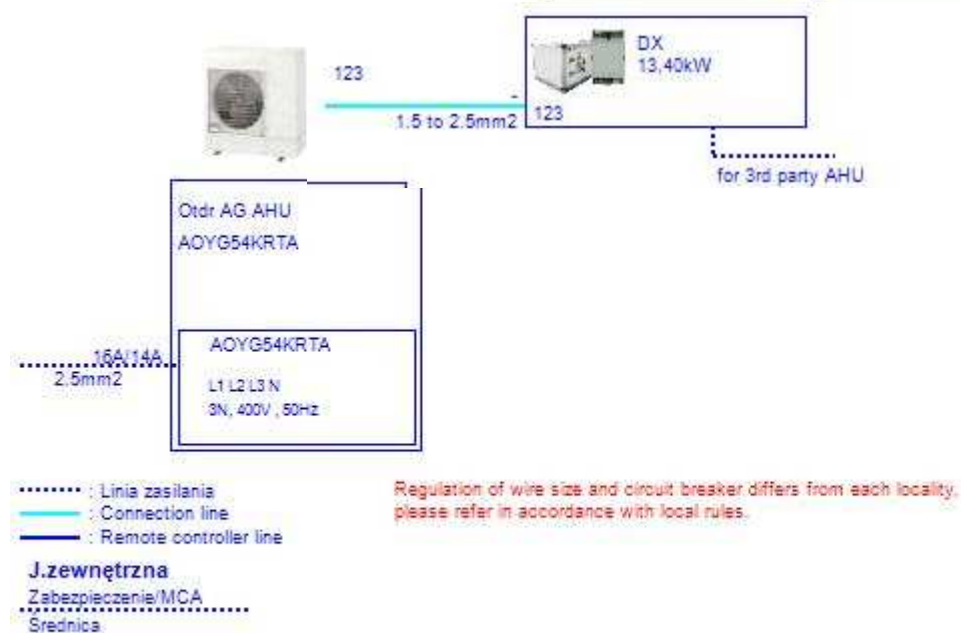 DX
13,40kW
123
1.5 to 2.5mm2
-
123
for 3rd party AHU
Otdr AG AHU
AOYG54KRTA
16A/14A
2.5mm2
AOYG54KRTA
L1 L2 L3 N
3N, 400V , 50Hz
: Linia zasilania
: Connection line
: Remote controller line
Regulation of wire size and circuit breaker differs from each locality,
please refer in accordance with local rules.
J.zewnętrzna
Zabezpieczenie/MCA
Średnica